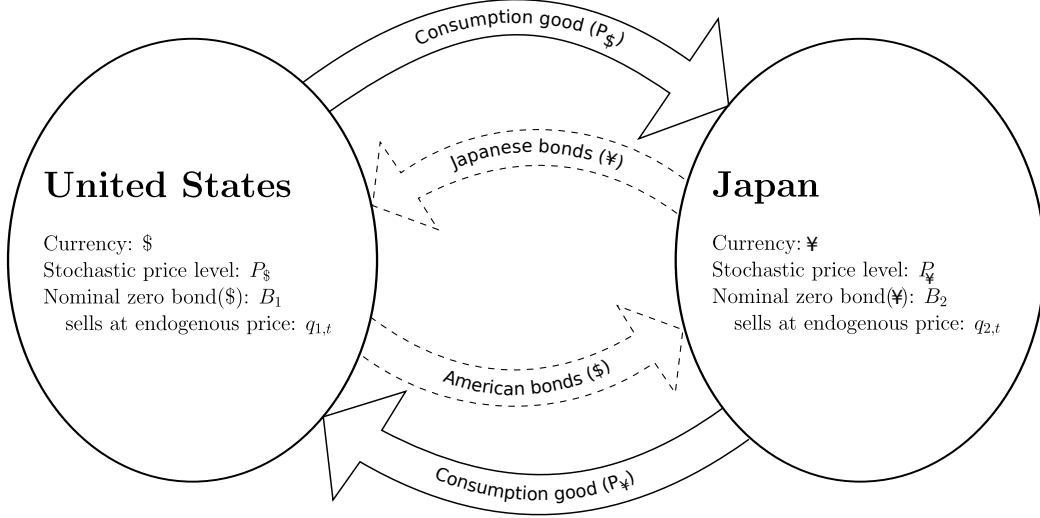 Consumption good (P$)
Japanese bonds (¥)
United States
Currency: $
Stochastic price level: P$
Nominal zero bond($): B1
sells at endogenous price: q1,t
Japan
Currency: ¥
Stochastic price level: P¥
Nominal zero bond(¥): B2
sells at endogenous price: q2,t
American bonds ($)
Consumption good (P¥)